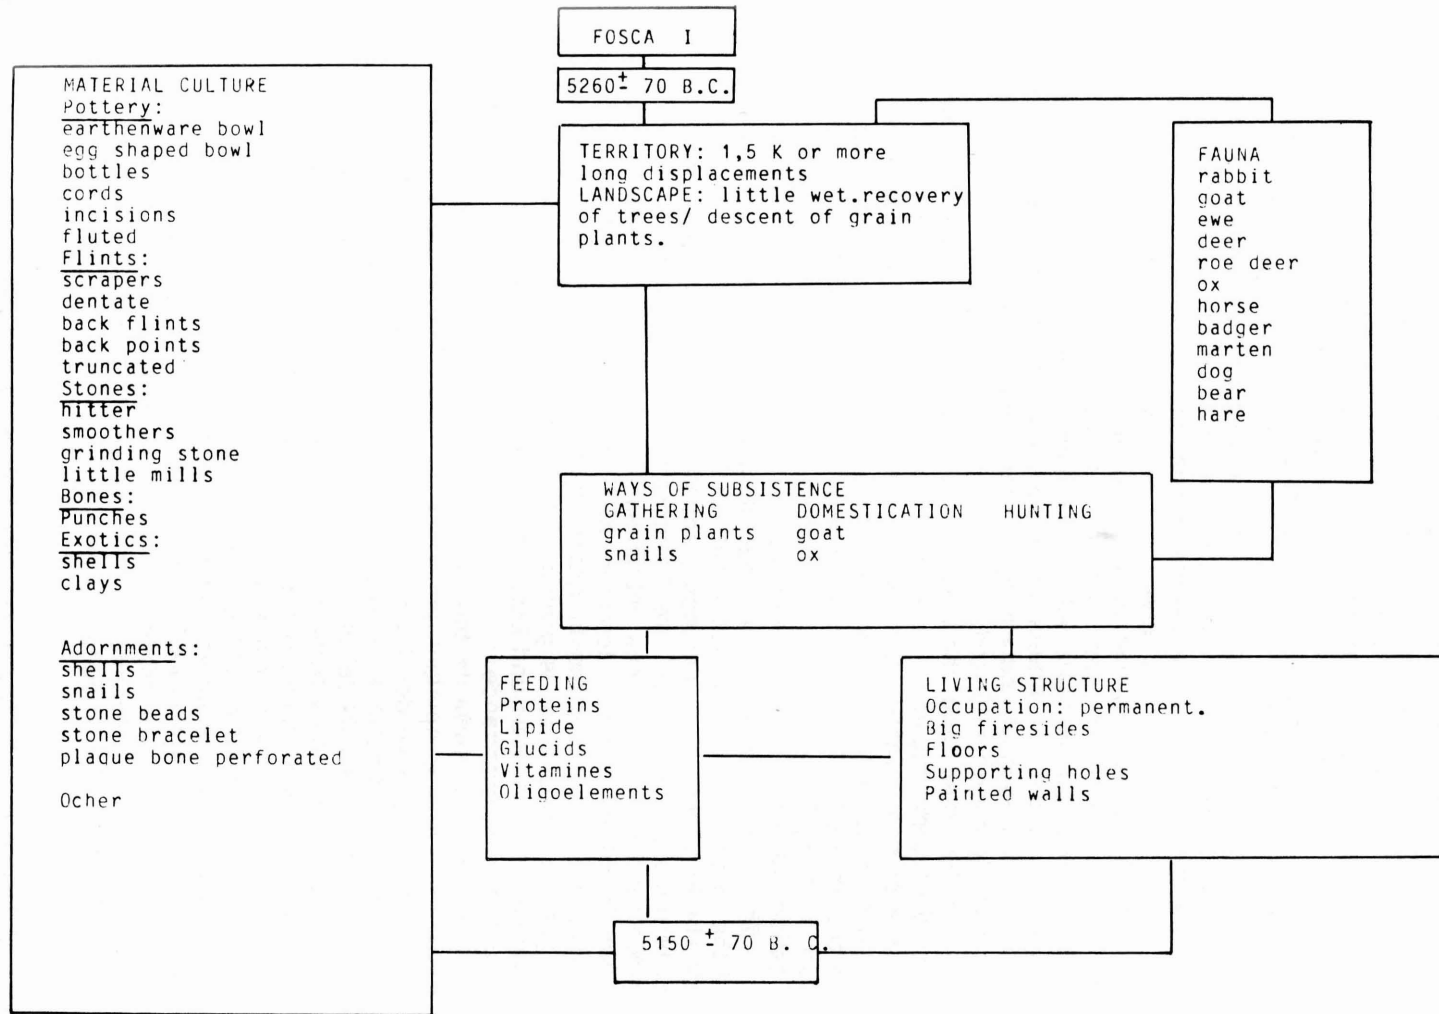 FOSCA I
5260 ± 70 B.C.
MATERIAL CULTURE
Pottery:
earthenware bowl
egg shaped bowl
bottles
cords
incisions
fluted
Flints:
scrapers
dentate
back flints
back points
truncated
Stones:
hitter
smoothers
grinding stone
little mills
Bones:
Punches
Exotics:
shells
clays
Adornments:
shells
snails
stone beads
stone bracelet
plaque bone perforated
Ocher
TERRITORY: 1,5 K or more
long displacements
LANDSCAPE: little wet.recovery
of trees/ descent of grain
plants.
FAUNA
rabbit
goat
ewe
deer
roe deer
ox
horse
badger
marten
dog
bear
hare
WAYS OF SUBSISTENCE
GATHERING DOMESTICATION HUNTING
grain plants goat
snails ox
FEEDING
Proteins
Lipide
Glucids
Vitamines
Oligoelements
LIVING STRUCTURE
Occupation: permanent.
Big firesides
Floors
Supporting holes
Painted walls
5150 ± 70 B. C.